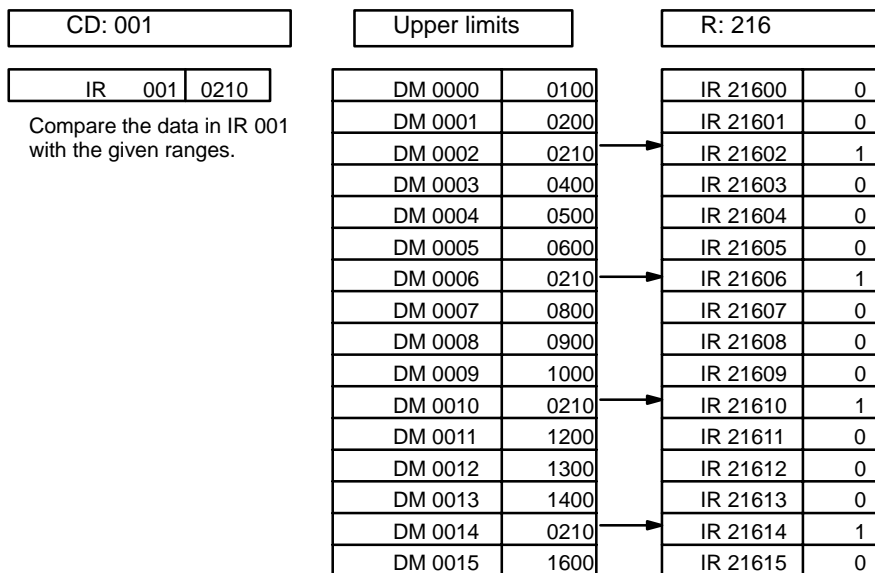 CD: 001 Upper limits R: 216
IR 001 0210
Compare the data in IR 001
with the given ranges.
DM 0000 0100 IR 21600 0
DM 0001 0200 IR 21601 0
DM 0002 0210 IR 21602 1
DM 0003 0400 IR 21603 0
DM 0004 0500 IR 21604 0
DM 0005 0600 IR 21605 0
DM 0006 0210 IR 21606 1
DM 0007 0800 IR 21607 0
DM 0008 0900 IR 21608 0
DM 0009 1000 IR 21609 0
DM 0010 0210 IR 21610 1
DM 0011 1200 IR 21611 0
DM 0012 1300 IR 21612 0
DM 0013 1400 IR 21613 0
DM 0014 0210 IR 21614 1
DM 0015 1600 IR 21615 0